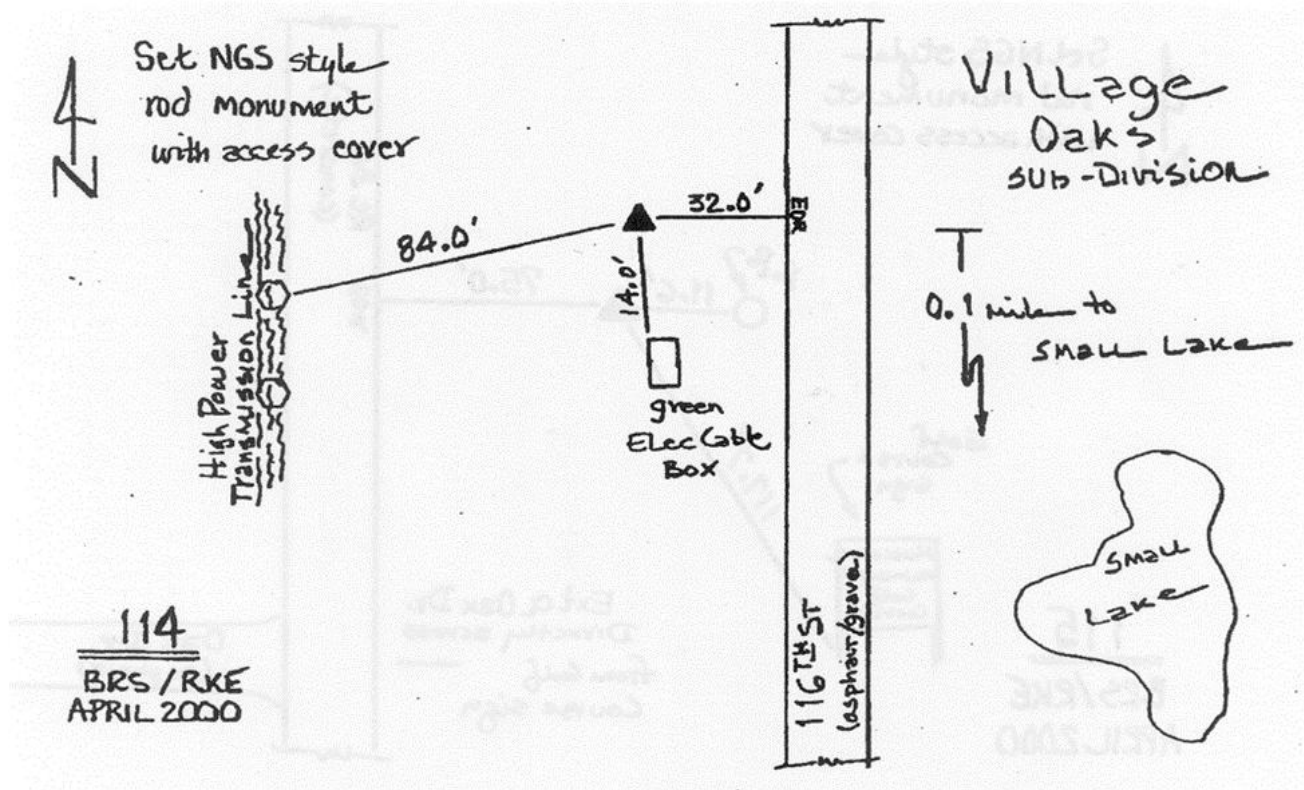 N
Set NGS style
rod monument
with access cover
Village
Oaks
SUB-DIVISION
84.0'
32.0'
EDR
14.0'
0.1 mile to
small Lake
High Power
Transmission Line
green
Elec Cable
Box
small
Lake
116TH ST
(asphalt/gravel)
114
BRS/RKE
APRIL 2000